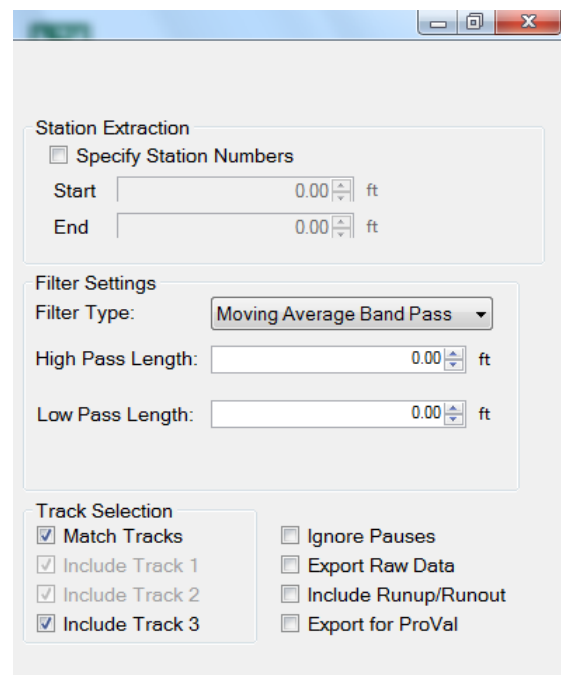 Station Extraction
Specify Station Numbers
Start 0.00 ft
End 0.00 ft
Filter Settings
Filter Type: Moving Average Band Pass
High Pass Length: 0.00 ft
Low Pass Length: 0.00 ft
Track Selection
Match Tracks Ignore Pauses
Include Track 1 Export Raw Data
Include Track 2 Include Runup/Runout
Include Track 3 Export for ProVal